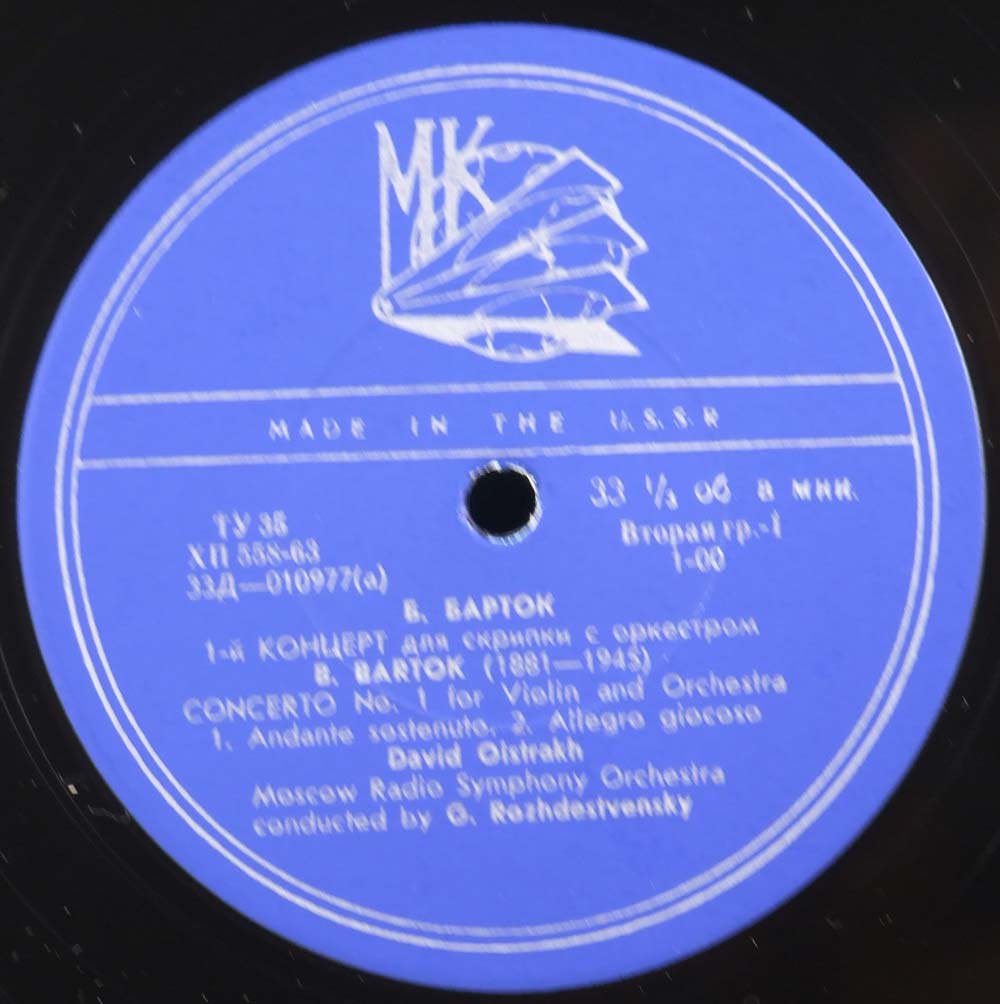 МК
MADE IN THE U.S.S.R
33 1/3 об в мин.
ТУ 35
Вторая гр.-1
ХП 558-63
1-00
33Д—010977(а)
Б. БАРТОК
1-й КОНЦЕРТ для скрипки с оркестром
B. BARTOK (1881—1945)
CONCERTO No. 1 for Violin and Orchestra
1. Andante sostenuto. 2. Allegro giocoso
David Oistrakh
Moscow Radio Symphony Orchestra
conducted by G. Rozhdestvensky